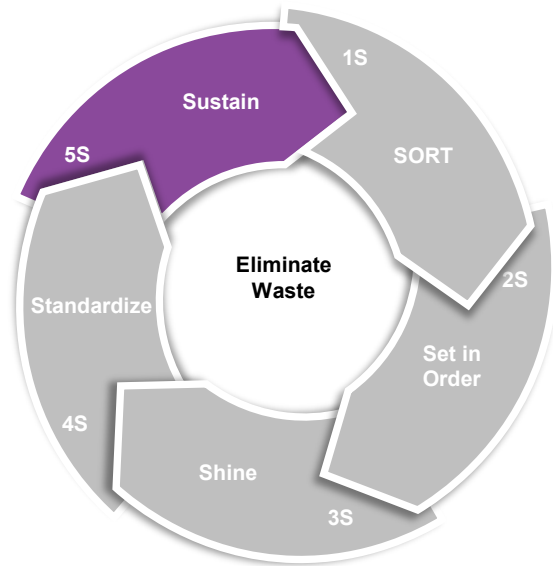 1S
SORT
2S
Set in
Order
3S
Shine
4S
Standardize
5S
Sustain
Eliminate
Waste